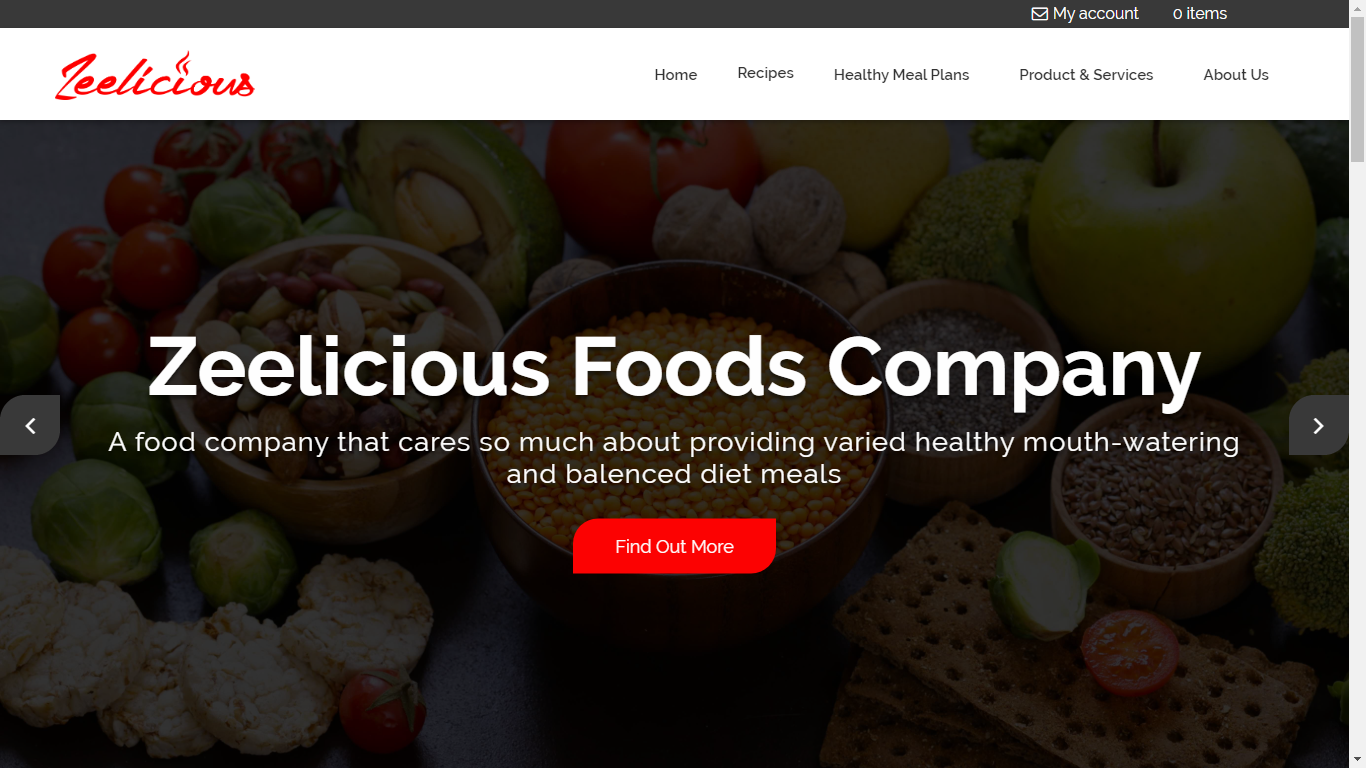 My account 0 items
Zeelicious
Home Recipes Healthy Meal Plans Product & Services About Us
Zeelicious Foods Company
A food company that cares so much about providing varied healthy mouth-watering
and balenced diet meals
Find Out More